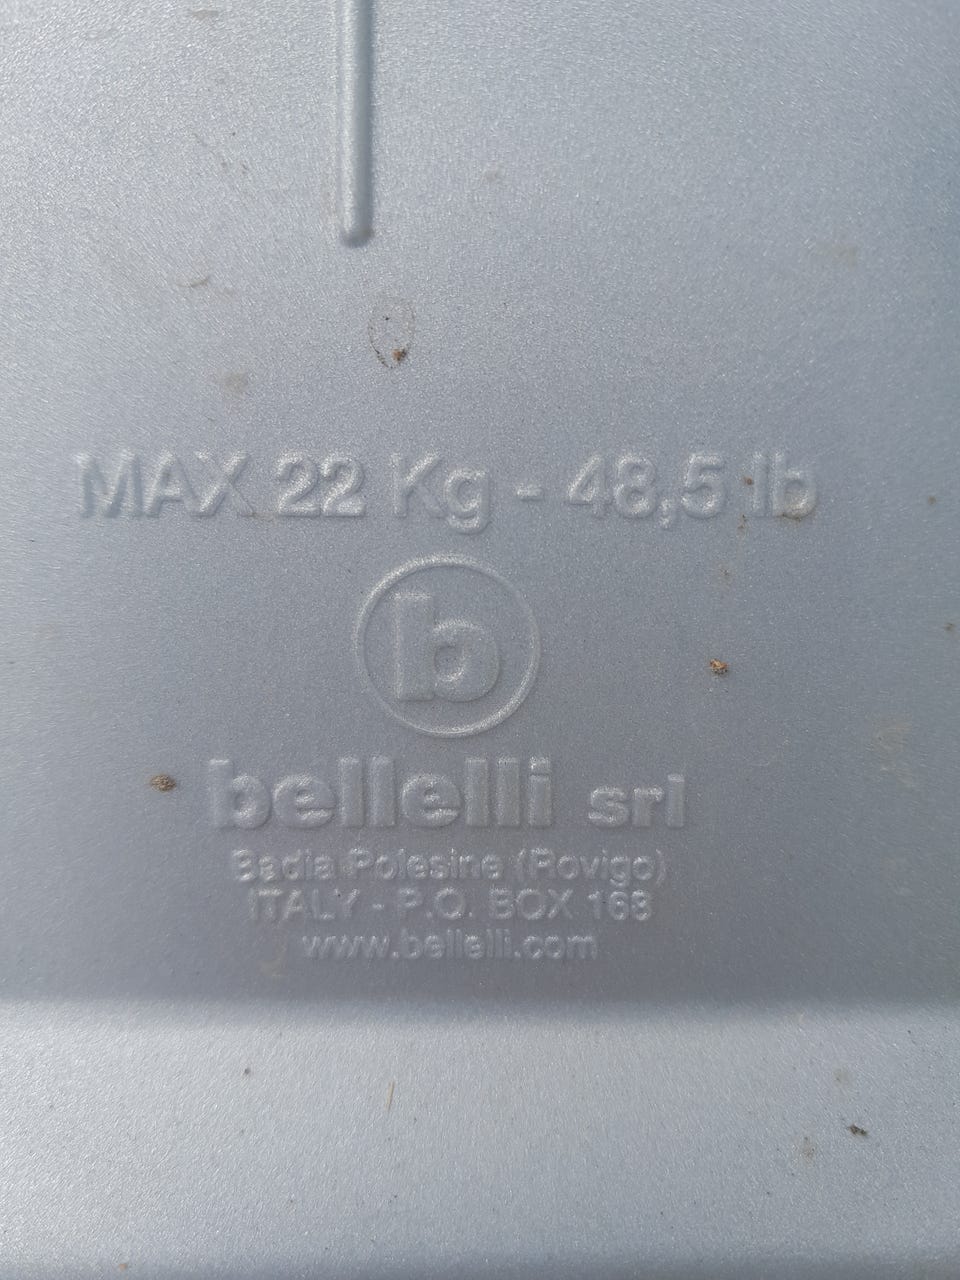 MAX 22 Kg - 48,5 lb
b
bellelli srl
Badia Polesine (Rovigo)
ITALY - P.O. BOX 168
www.bellelli.com